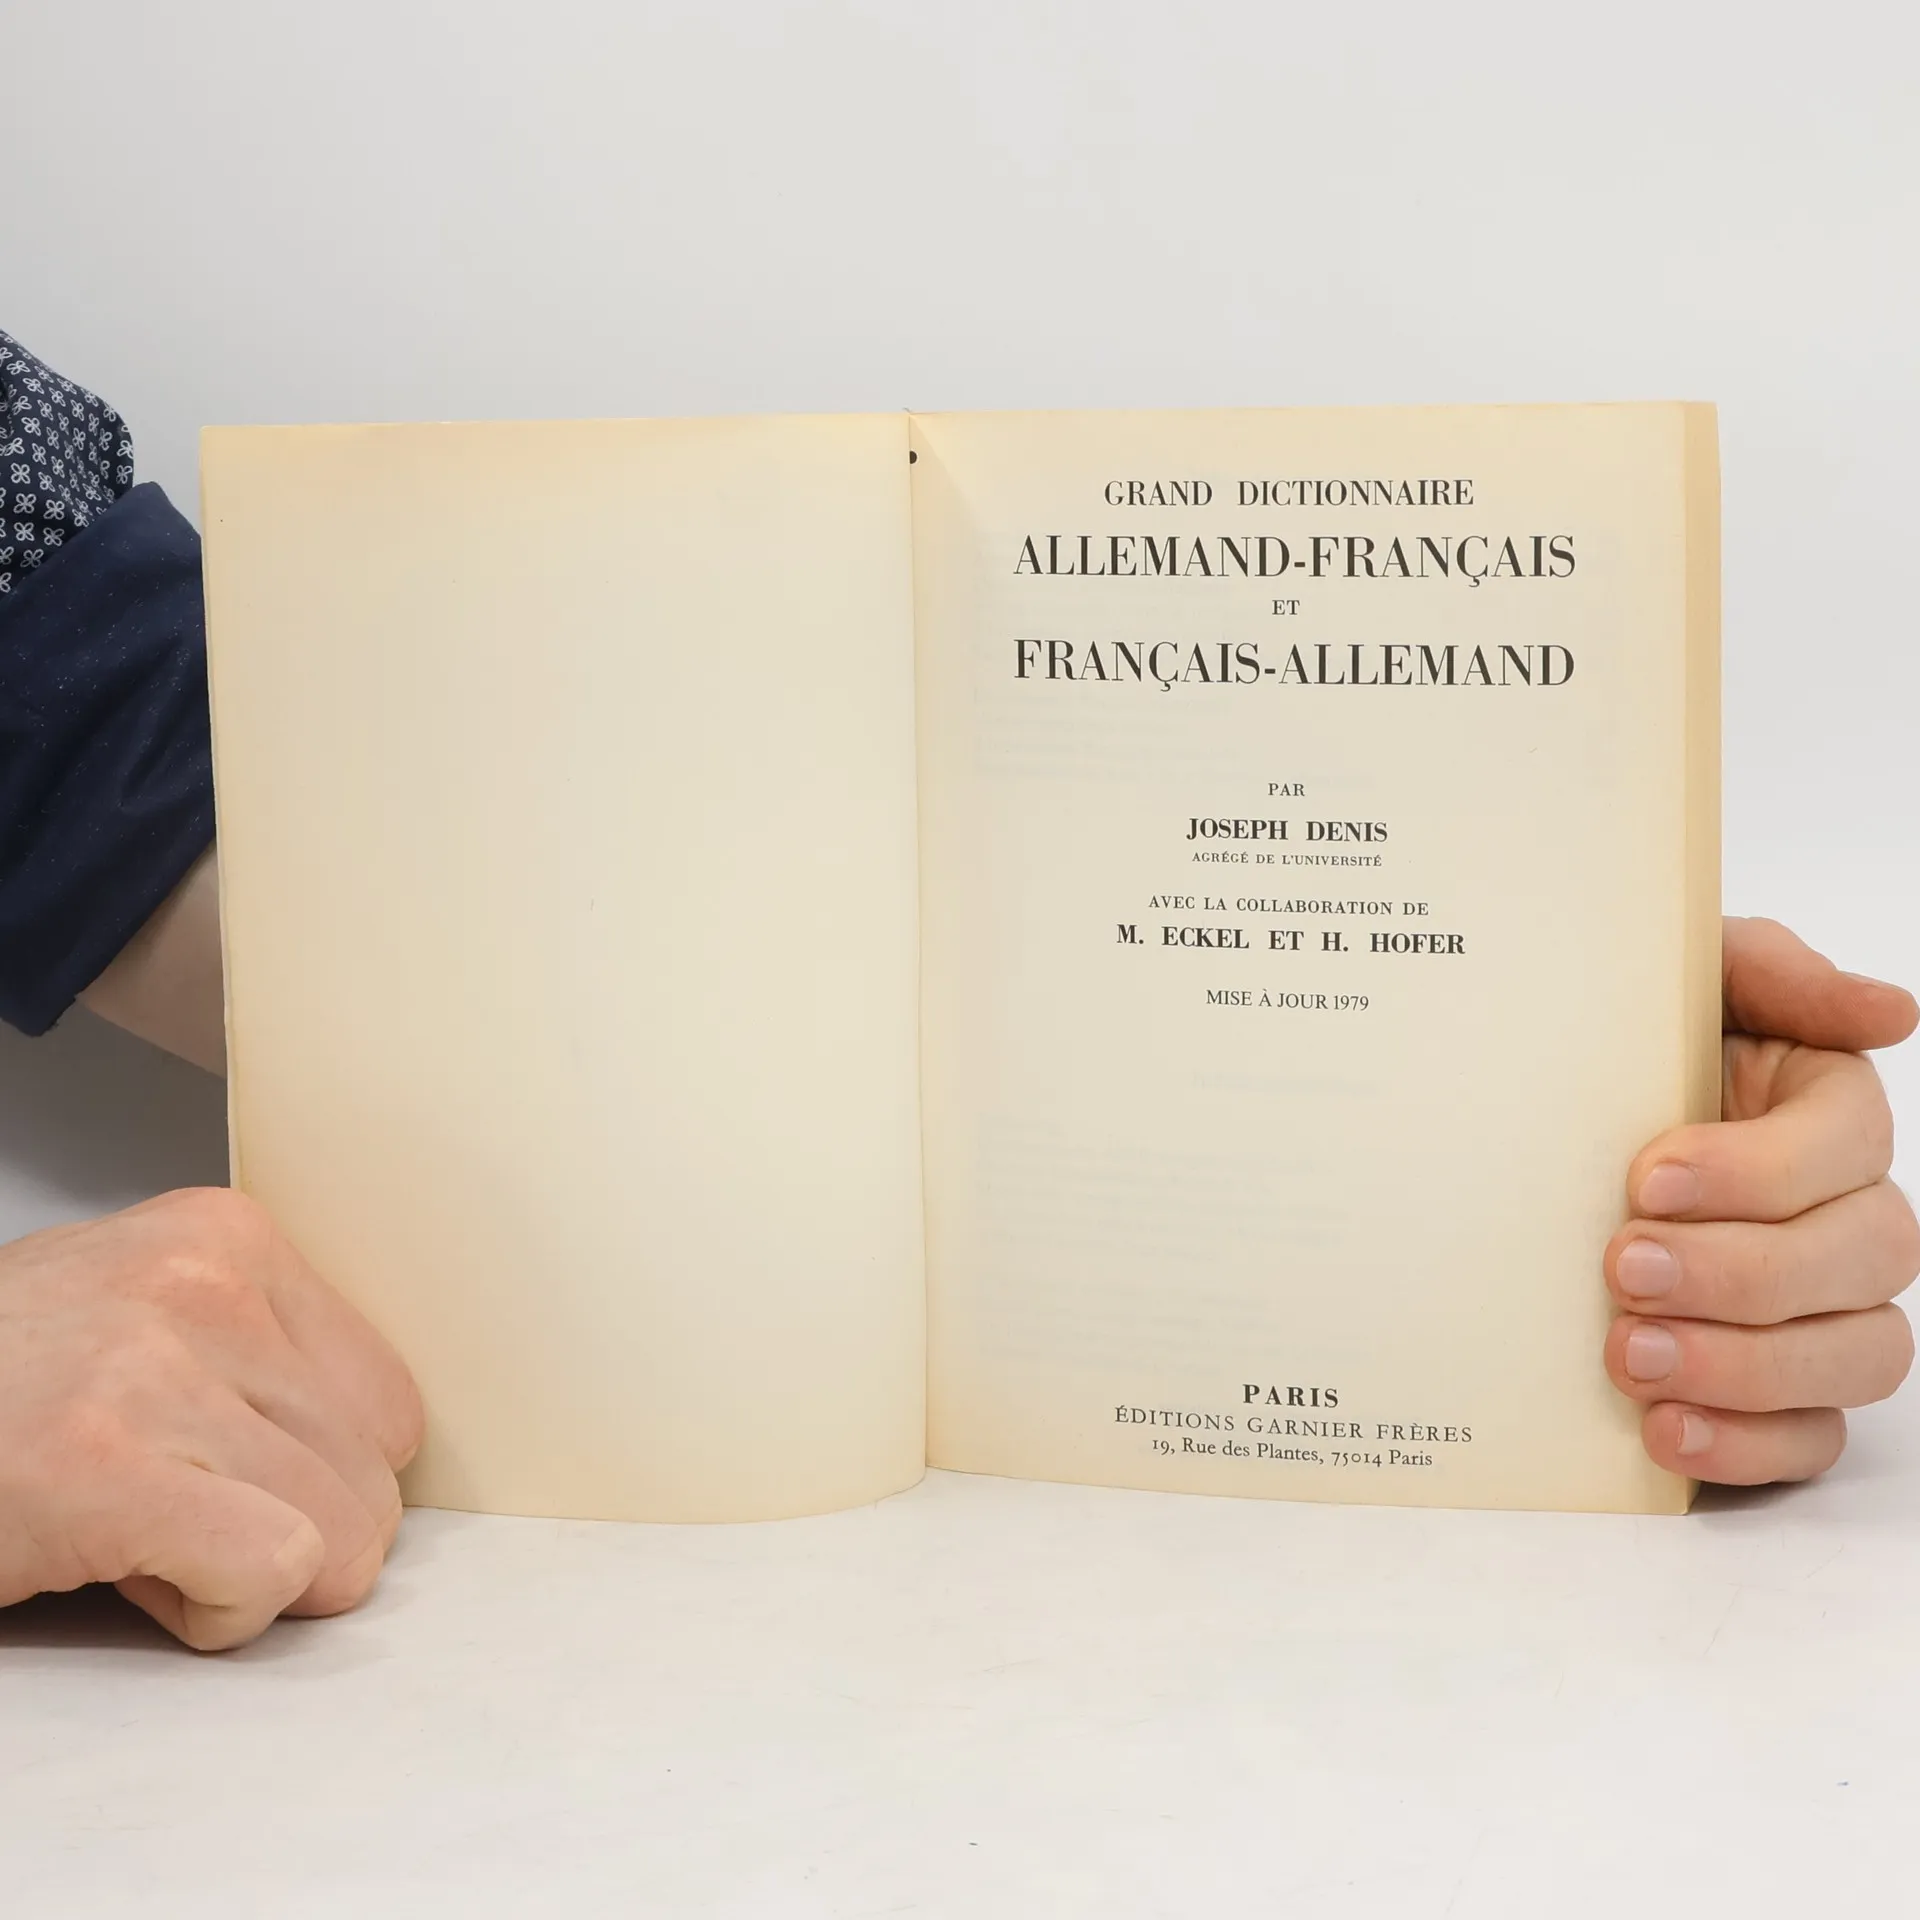 GRAND DICTIONNAIRE
ALLEMAND-FRANÇAIS
ET
FRANÇAIS-ALLEMAND
PAR
JOSEPH DENIS
AGRÉGÉ DE L'UNIVERSITÉ
AVEC LA COLLABORATION DE
M. ECKEL ET H. HOFER
MISE À JOUR 1979
PARIS
ÉDITIONS GARNIER FRÈRES
19, Rue des Plantes, 75014 Paris